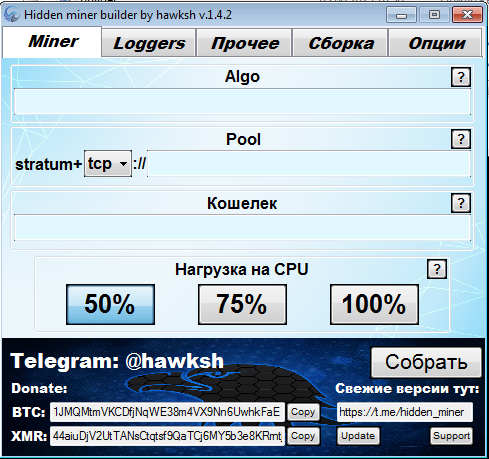 Hidden miner builder by hawksh v.1.4.2
Miner Loggers Прочее Сборка Опции
Algo ?
Pool ?
stratum+ tcp ://
Кошелек ?
Нагрузка на CPU ?
50% 75% 100%
Telegram: @hawksh Собрать
Donate: Свежие версии тут:
BTC: 1JMQMtmVKCDfjNqWE38m4VX9Nn6UwhkFaE Copy https://t.me/hidden_miner
XMR: 44aiuDjV2UtTANsCtqtsf9QaTCj6MY5b3e8KRmt Copy Update Support